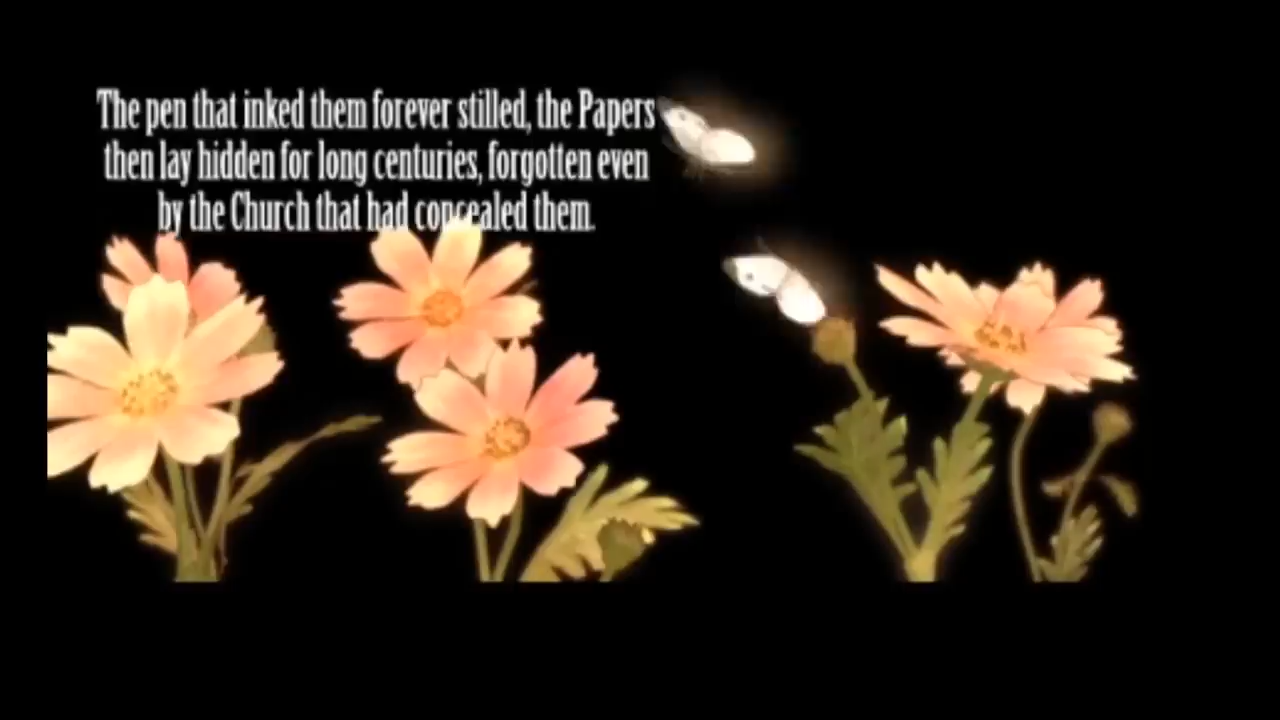 The pen that inked them forever stilled, the Papers
then lay hidden for long centuries, forgotten even
by the Church that had concealed them.